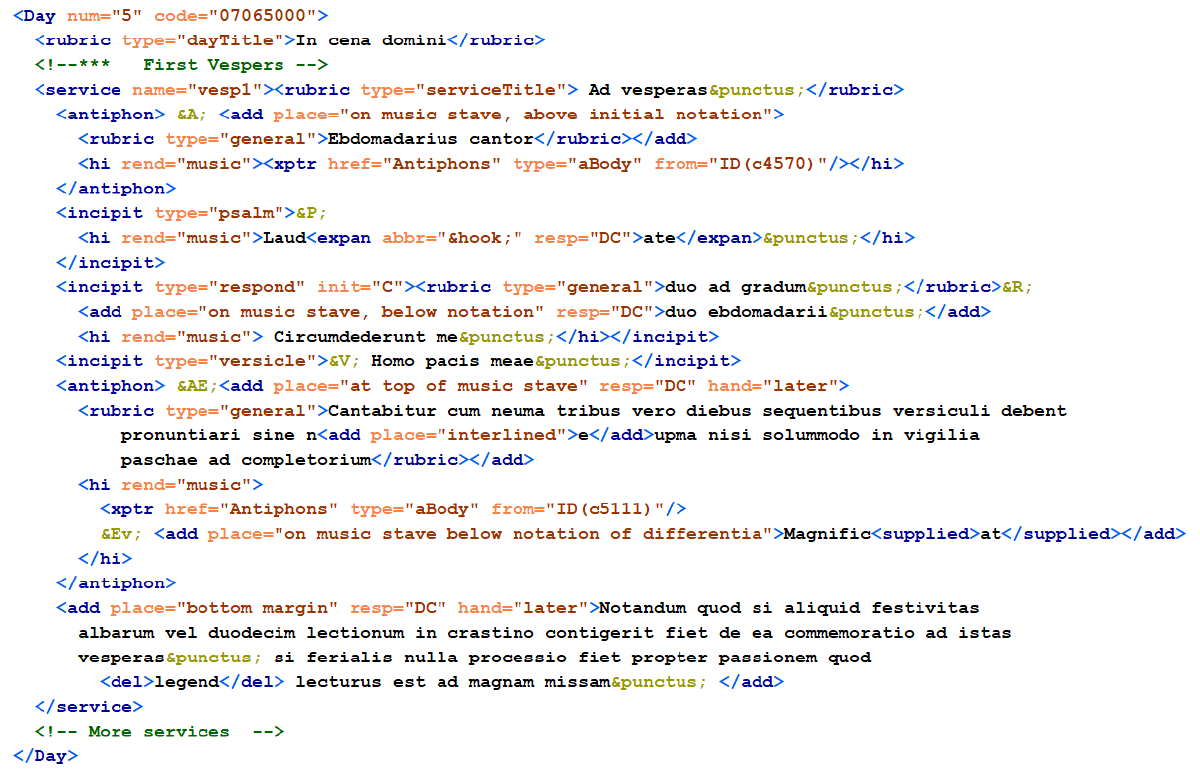 <Day num="5" code="07065000">
<rubric type="dayTitle">In cena domini</rubric>
<!--***   First Vespers -->
<service name="vesp1"><rubric type="serviceTitle"> Ad vesperas&punctus;</rubric>
<antiphon> &A; <add place="on music stave, above initial notation">
<rubric type="general">Ebdomadarius cantor</rubric></add>
<hi rend="music"><xptr href="Antiphons" type="aBody" from="ID(c4570)"/></hi>
</antiphon>
<incipit type="psalm">&P;
<hi rend="music">Laud<expan abbr="&hook;" resp="DC">ate</expan>&punctus;</hi>
</incipit>
<incipit type="respond" init="C"><rubric type="general">duo ad gradum&punctus;</rubric>&R;
<add place="on music stave, below notation" resp="DC">duo ebdomadarii&punctus;</add>
<hi rend="music"> Circumdederunt me&punctus;</hi></incipit>
<incipit type="versicle">&V; Homo pacis meae&punctus;</incipit>
<antiphon> &AE;<add place="at top of music stave" resp="DC" hand="later">
<rubric type="general">Cantabitur cum neuma tribus vero diebus sequentibus versiculi debent
pronuntiari sine n<add place="interlined">e</add>upma nisi solummodo in vigilia
paschae ad completorium</rubric></add>
<hi rend="music">
<xptr href="Antiphons" type="aBody" from="ID(c5111)"/>
&Ev; <add place="on music stave below notation of differentia">Magnific<supplied>at</supplied></add>
</hi>
</antiphon>
<add place="bottom margin" resp="DC" hand="later">Notandum quod si aliquid festivitas
albarum vel duodecim lectionum in crastino contigerit fiet de ea commemoratio ad istas
vesperas&punctus; si ferialis nulla processio fiet propter passionem quod
<del>legend</del> lecturus est ad magnam missam&punctus; </add>
</service>
<!-- More services  -->
</Day>